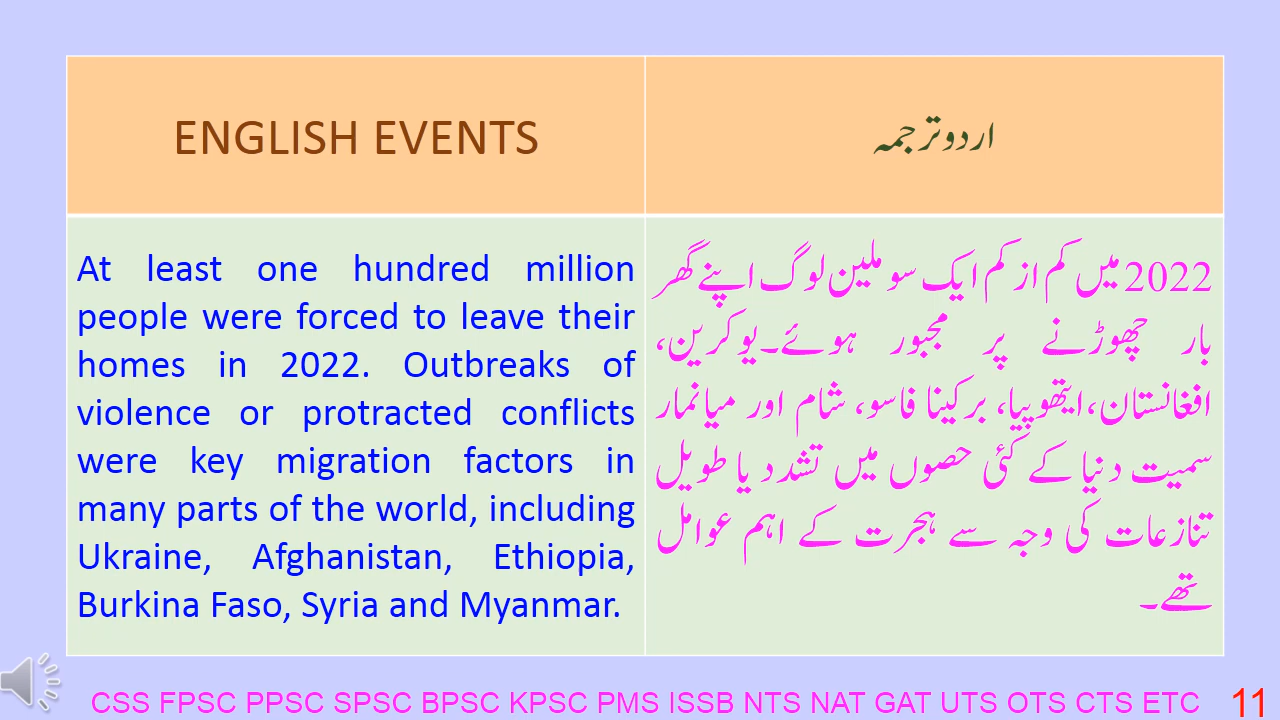 ENGLISH EVENTS
اردو ترجمہ
At least one hundred million
people were forced to leave their
homes in 2022. Outbreaks of
violence or protracted conflicts
were key migration factors in
many parts of the world, including
Ukraine, Afghanistan, Ethiopia,
Burkina Faso, Syria and Myanmar.
2022 میں کم از کم ایک سو ملین لوگ اپنے گھر
بار چھوڑنے پر مجبور ہوئے۔ یوکرین،
افغانستان، ایتھوپیا، برکینا فاسو، شام اور میانمار
سمیت دنیا کے کئی حصوں میں تشدد یا طویل
تنازعات کی وجہ سے ہجرت کے اہم عوامل
تھے۔
CSS FPSC PPSC SPSC BPSC KPSC PMS ISSB NTS NAT GAT UTS OTS CTS ETC
11